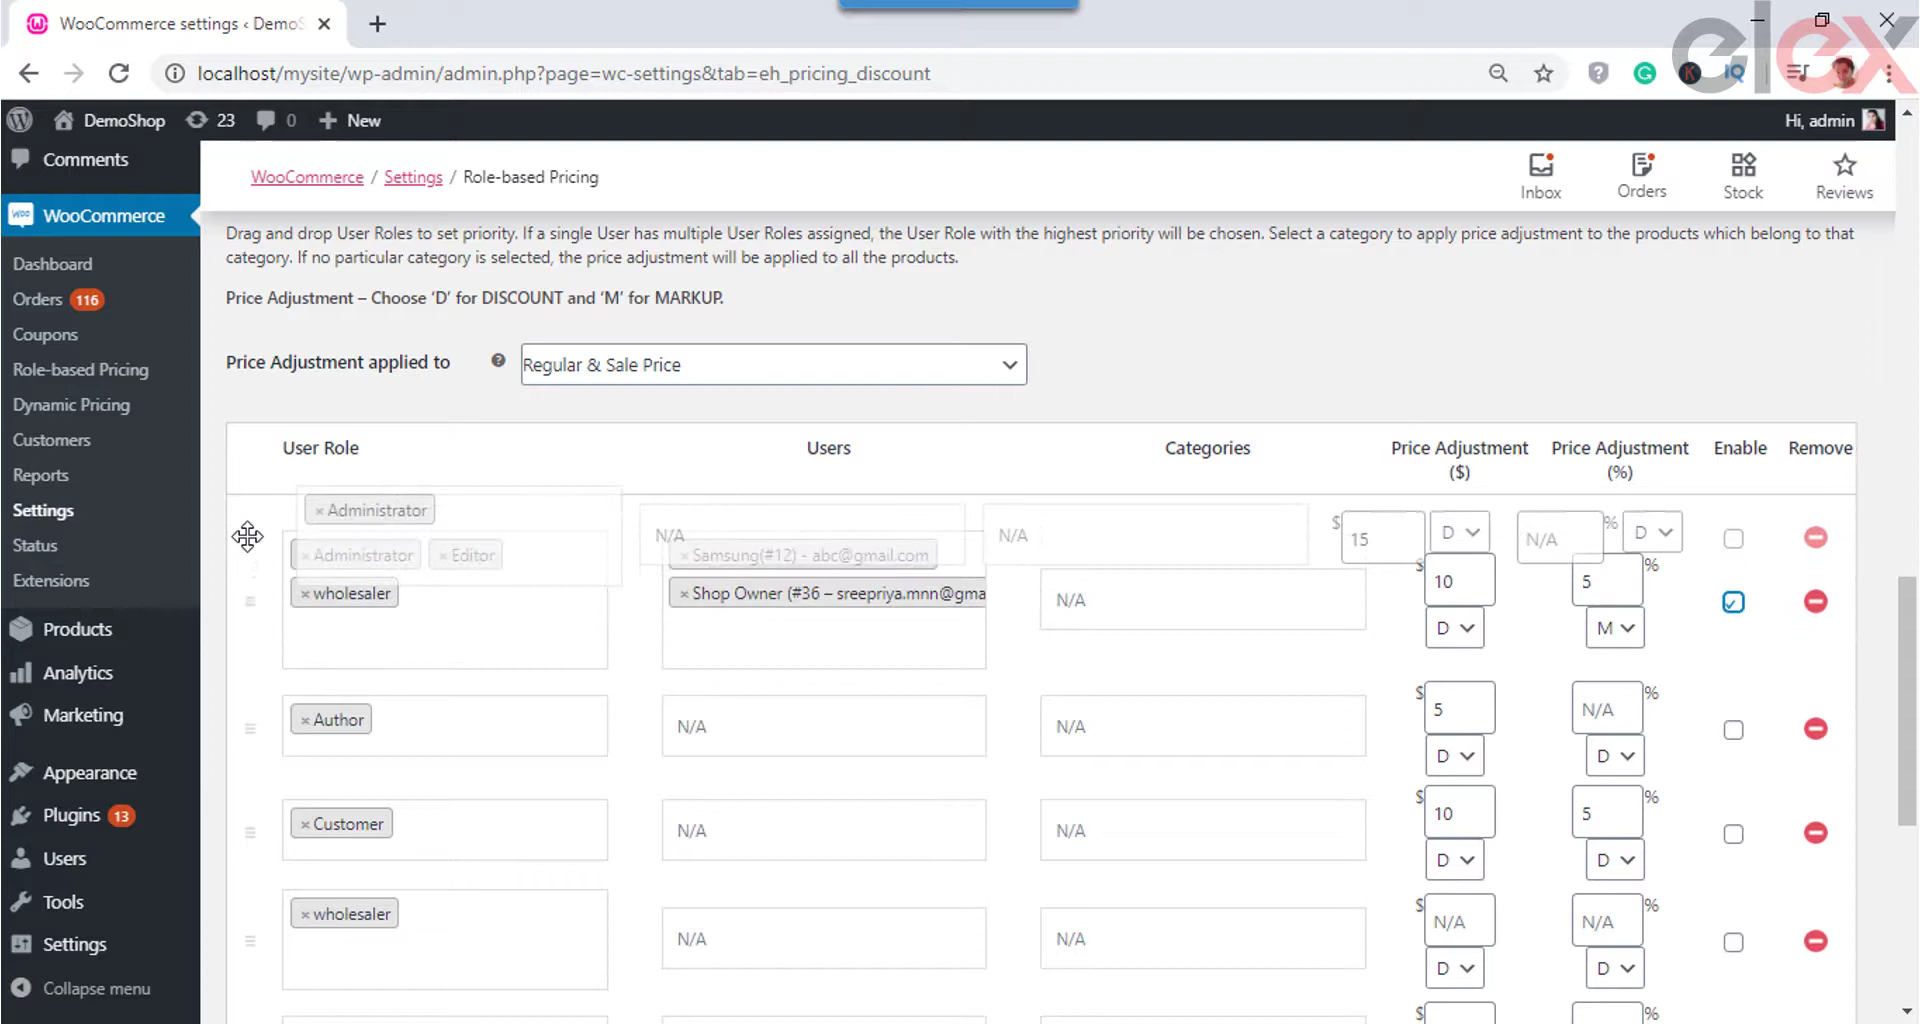 WooCommerce settings ‹ DemoS
localhost/mysite/wp-admin/admin.php?page=wc-settings&tab=eh_pricing_discount
elex
DemoShop 23 0 New
Hi, admin
Comments
WooCommerce
Dashboard
Orders 116
Coupons
Role-based Pricing
Dynamic Pricing
Customers
Reports
Settings
Status
Extensions
Products
Analytics
Marketing
Appearance
Plugins 13
Users
Tools
Settings
Collapse menu
WooCommerce / Settings / Role-based Pricing
Inbox
Orders
Stock
Reviews
Drag and drop User Roles to set priority. If a single User has multiple User Roles assigned, the User Role with the highest priority will be chosen. Select a category to apply price adjustment to the products which belong to that
category. If no particular category is selected, the price adjustment will be applied to all the products.
Price Adjustment – Choose ‘D’ for DISCOUNT and ‘M’ for MARKUP.
Price Adjustment applied to ? Regular & Sale Price
User Role Users Categories Price Adjustment ($) Price Adjustment (%) Enable Remove
× Administrator N/A N/A $ 15 D N/A % D
× Administrator × Editor × Samsung(#12) - abc@gmail.com
× wholesaler × Shop Owner (#36 – sreepriya.mnn@gma N/A $ 10 5 %
D M
× Author N/A N/A $ 5 N/A %
D D
× Customer N/A N/A $ 10 5 %
D D
× wholesaler N/A N/A $ N/A N/A %
D D
$ %